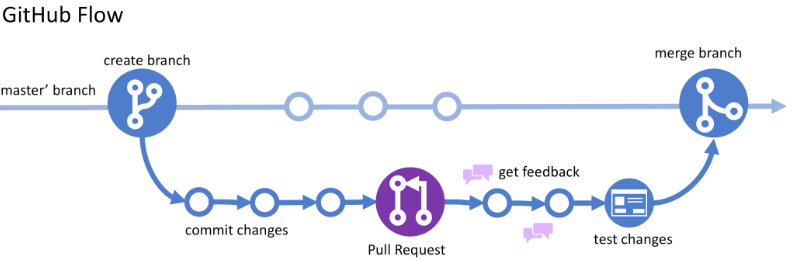 GitHub Flow
create branch
merge branch
master’ branch
get feedback
commit changes
test changes
Pull Request